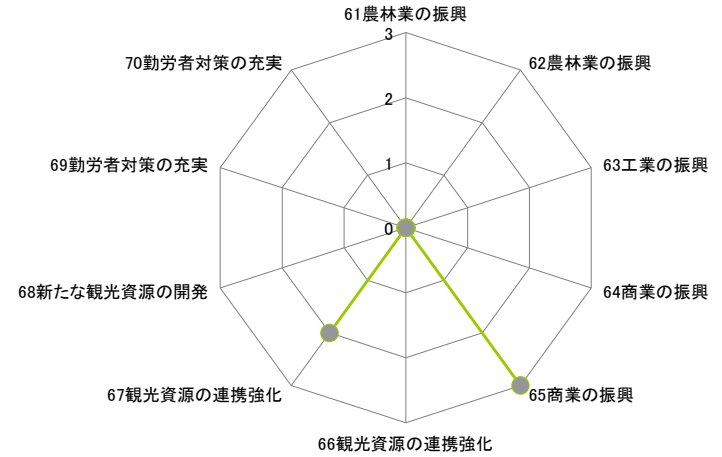 61農林業の振興
62農林業の振興
63工業の振興
64商業の振興
65商業の振興
66観光資源の連携強化
67観光資源の連携強化
68新たな観光資源の開発
69勤労者対策の充実
70勤労者対策の充実
3
2
1
0